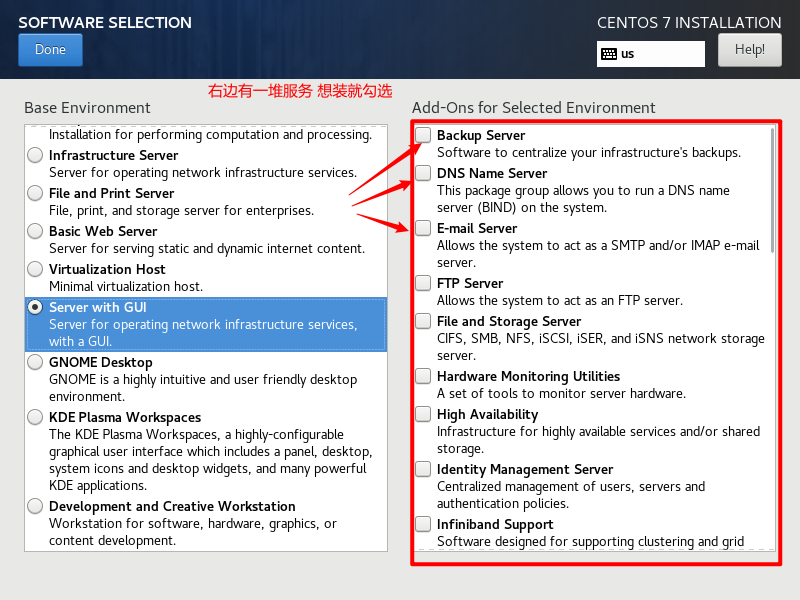 SOFTWARE SELECTION
Done
CENTOS 7 INSTALLATION
us
Help!
右边有一堆服务 想装就勾选
Base Environment
Installation for performing computation and processing.
Infrastructure Server
Server for operating network infrastructure services.
File and Print Server
File, print, and storage server for enterprises.
Basic Web Server
Server for serving static and dynamic internet content.
Virtualization Host
Minimal virtualization host.
Server with GUI
Server for operating network infrastructure services,
with a GUI.
GNOME Desktop
GNOME is a highly intuitive and user friendly desktop
environment.
KDE Plasma Workspaces
The KDE Plasma Workspaces, a highly-configurable
graphical user interface which includes a panel, desktop,
system icons and desktop widgets, and many powerful
KDE applications.
Development and Creative Workstation
Workstation for software, hardware, graphics, or
content development.
Add-Ons for Selected Environment
Backup Server
Software to centralize your infrastructure's backups.
DNS Name Server
This package group allows you to run a DNS name
server (BIND) on the system.
E-mail Server
Allows the system to act as a SMTP and/or IMAP e-mail
server.
FTP Server
Allows the system to act as an FTP server.
File and Storage Server
CIFS, SMB, NFS, iSCSI, iSER, and iSNS network storage
server.
Hardware Monitoring Utilities
A set of tools to monitor server hardware.
High Availability
Infrastructure for highly available services and/or shared
storage.
Identity Management Server
Centralized management of users, servers and
authentication policies.
Infiniband Support
Software designed for supporting clustering and grid